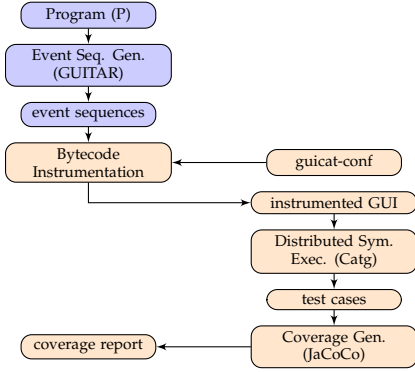 Program (P)
Event Seq. Gen.
(GUITAR)
event sequences
Bytecode
Instrumentation
guicat-conf
instrumented GUI
Distributed Sym.
Exec. (Catg)
test cases
Coverage Gen.
(JaCoCo)
coverage report